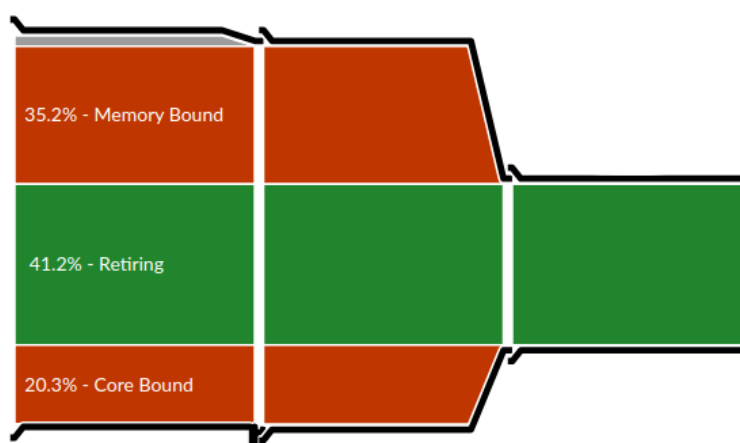 35.2% - Memory Bound
41.2% - Retiring
20.3% - Core Bound